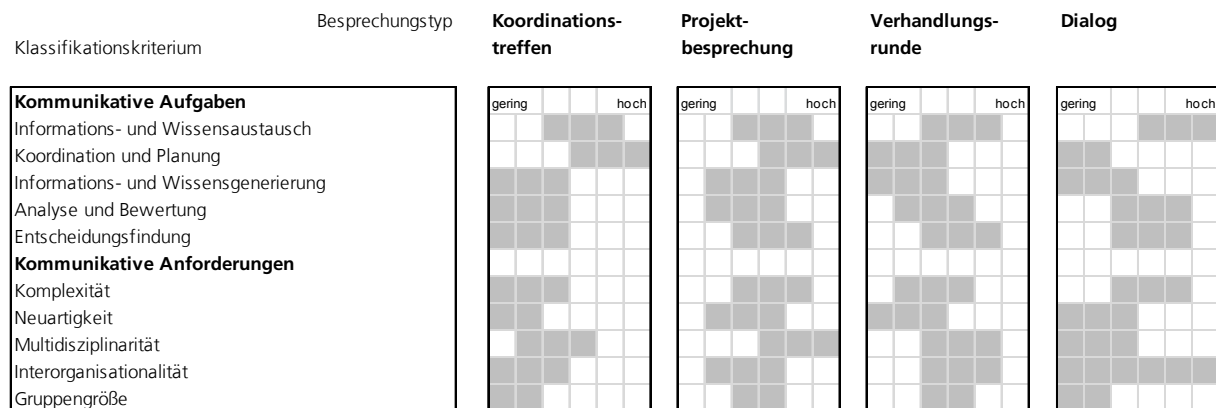 Besprechungstyp
Klassifikationskriterium
Koordinations-
treffen
Projekt-
besprechung
Verhandlungs-
runde
Dialog
Kommunikative Aufgaben
gering hoch gering hoch gering hoch gering hoch
Informations- und Wissensaustausch
Koordination und Planung
Informations- und Wissensgenerierung
Analyse und Bewertung
Entscheidungsfindung
Kommunikative Anforderungen
Komplexität
Neuartigkeit
Multidisziplinarität
Interorganisationalität
Gruppengröße